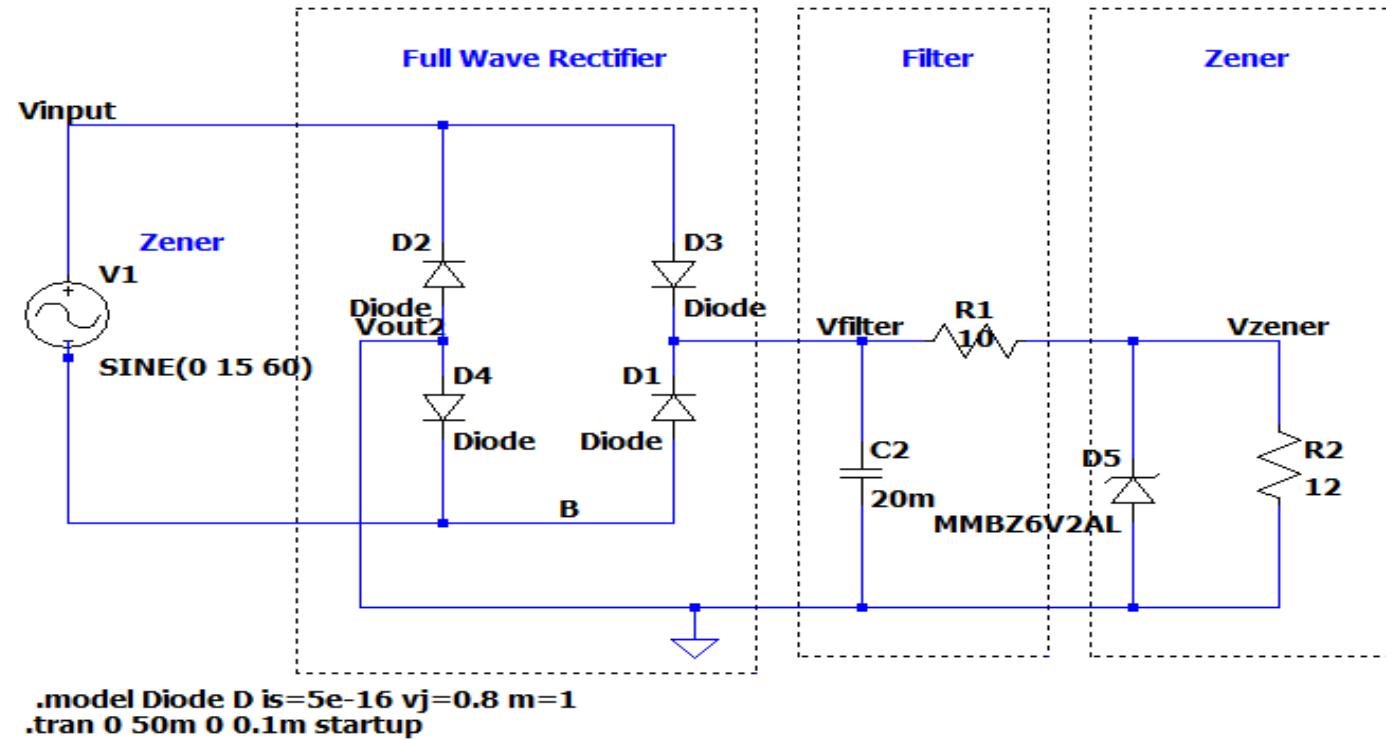 Full Wave Rectifier
Filter
Zener
Vinput
Zener
D2
D3
V1
Diode
Diode
Vout2
Vfilter
R1
10
Vzener
SINE(0 15 60)
D4
D1
Diode
Diode
C2
20m
D5
MMBZ6V2AL
R2
12
B
.model Diode D is=5e-16 vj=0.8 m=1
.tran 0 50m 0 0.1m startup